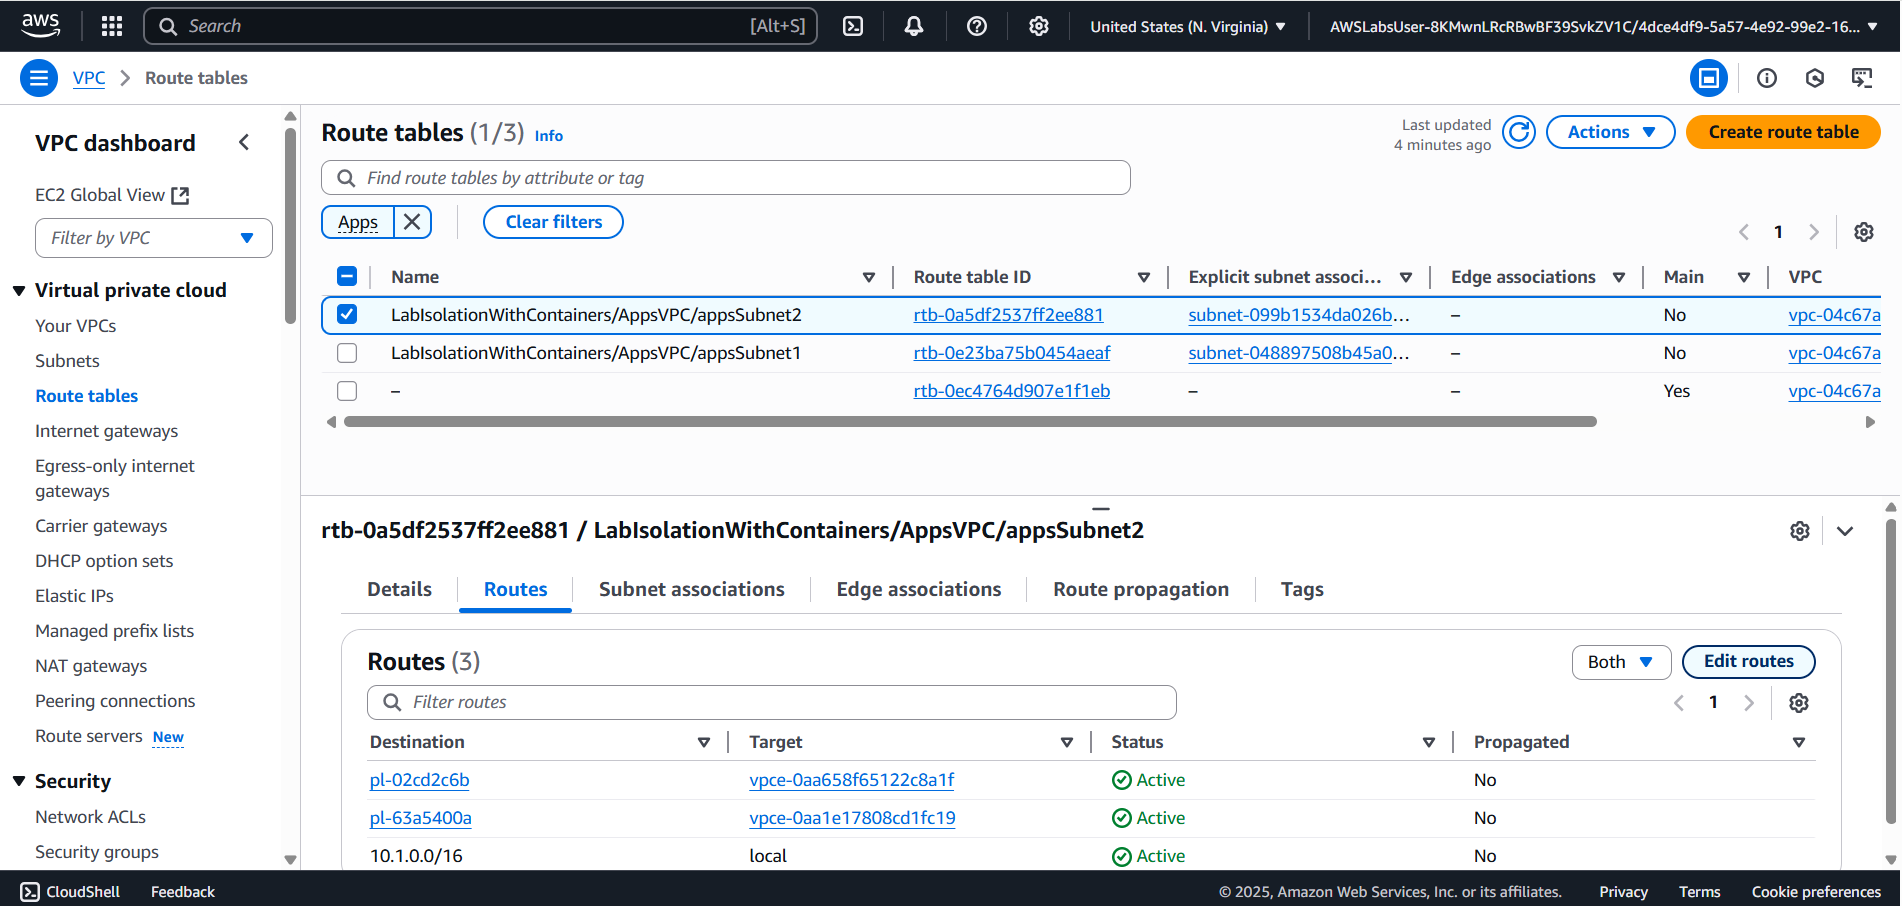 aws
Search [Alt+S]
United States (N. Virginia)
AWSLabsUser-8KMwnLRcRBwBF39SvkZV1C/4dce4df9-5a57-4e92-99e2-16...
VPC > Route tables
VPC dashboard
EC2 Global View
Filter by VPC
Virtual private cloud
Your VPCs
Subnets
Route tables
Internet gateways
Egress-only internet
gateways
Carrier gateways
DHCP option sets
Elastic IPs
Managed prefix lists
NAT gateways
Peering connections
Route servers New
Security
Network ACLs
Security groups
Route tables (1/3) Info
Last updated
4 minutes ago
Actions
Create route table
Find route tables by attribute or tag
Apps
Clear filters
1
Name Route table ID Explicit subnet associ... Edge associations Main VPC
LabIsolationWithContainers/AppsVPC/appsSubnet2 rtb-0a5df2537ff2ee881 subnet-099b1534da026b... – No vpc-04c67a
LabIsolationWithContainers/AppsVPC/appsSubnet1 rtb-0e23ba75b0454aeaf subnet-048897508b45a0... – No vpc-04c67a
– rtb-0ec4764d907e1f1eb – – Yes vpc-04c67a
rtb-0a5df2537ff2ee881 / LabIsolationWithContainers/AppsVPC/appsSubnet2
Details Routes Subnet associations Edge associations Route propagation Tags
Routes (3)
Both
Edit routes
Filter routes
1
Destination Target Status Propagated
pl-02cd2c6b vpce-0aa658f65122c8a1f Active No
pl-63a5400a vpce-0aa1e17808cd1fc19 Active No
10.1.0.0/16 local Active No
CloudShell Feedback
© 2025, Amazon Web Services, Inc. or its affiliates. Privacy Terms Cookie preferences